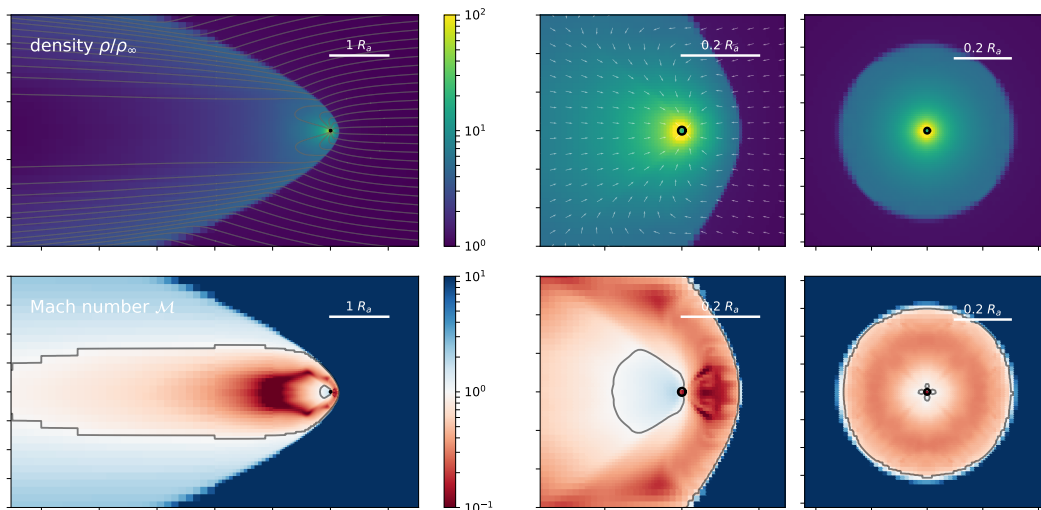 density ρ/ρ∞
1 Rₐ
10²
10¹
10⁰
0.2 Rₐ
0.2 Rₐ
Mach number ℳ
1 Rₐ
10¹
10⁰
10⁻¹
0.2 Rₐ
0.2 Rₐ